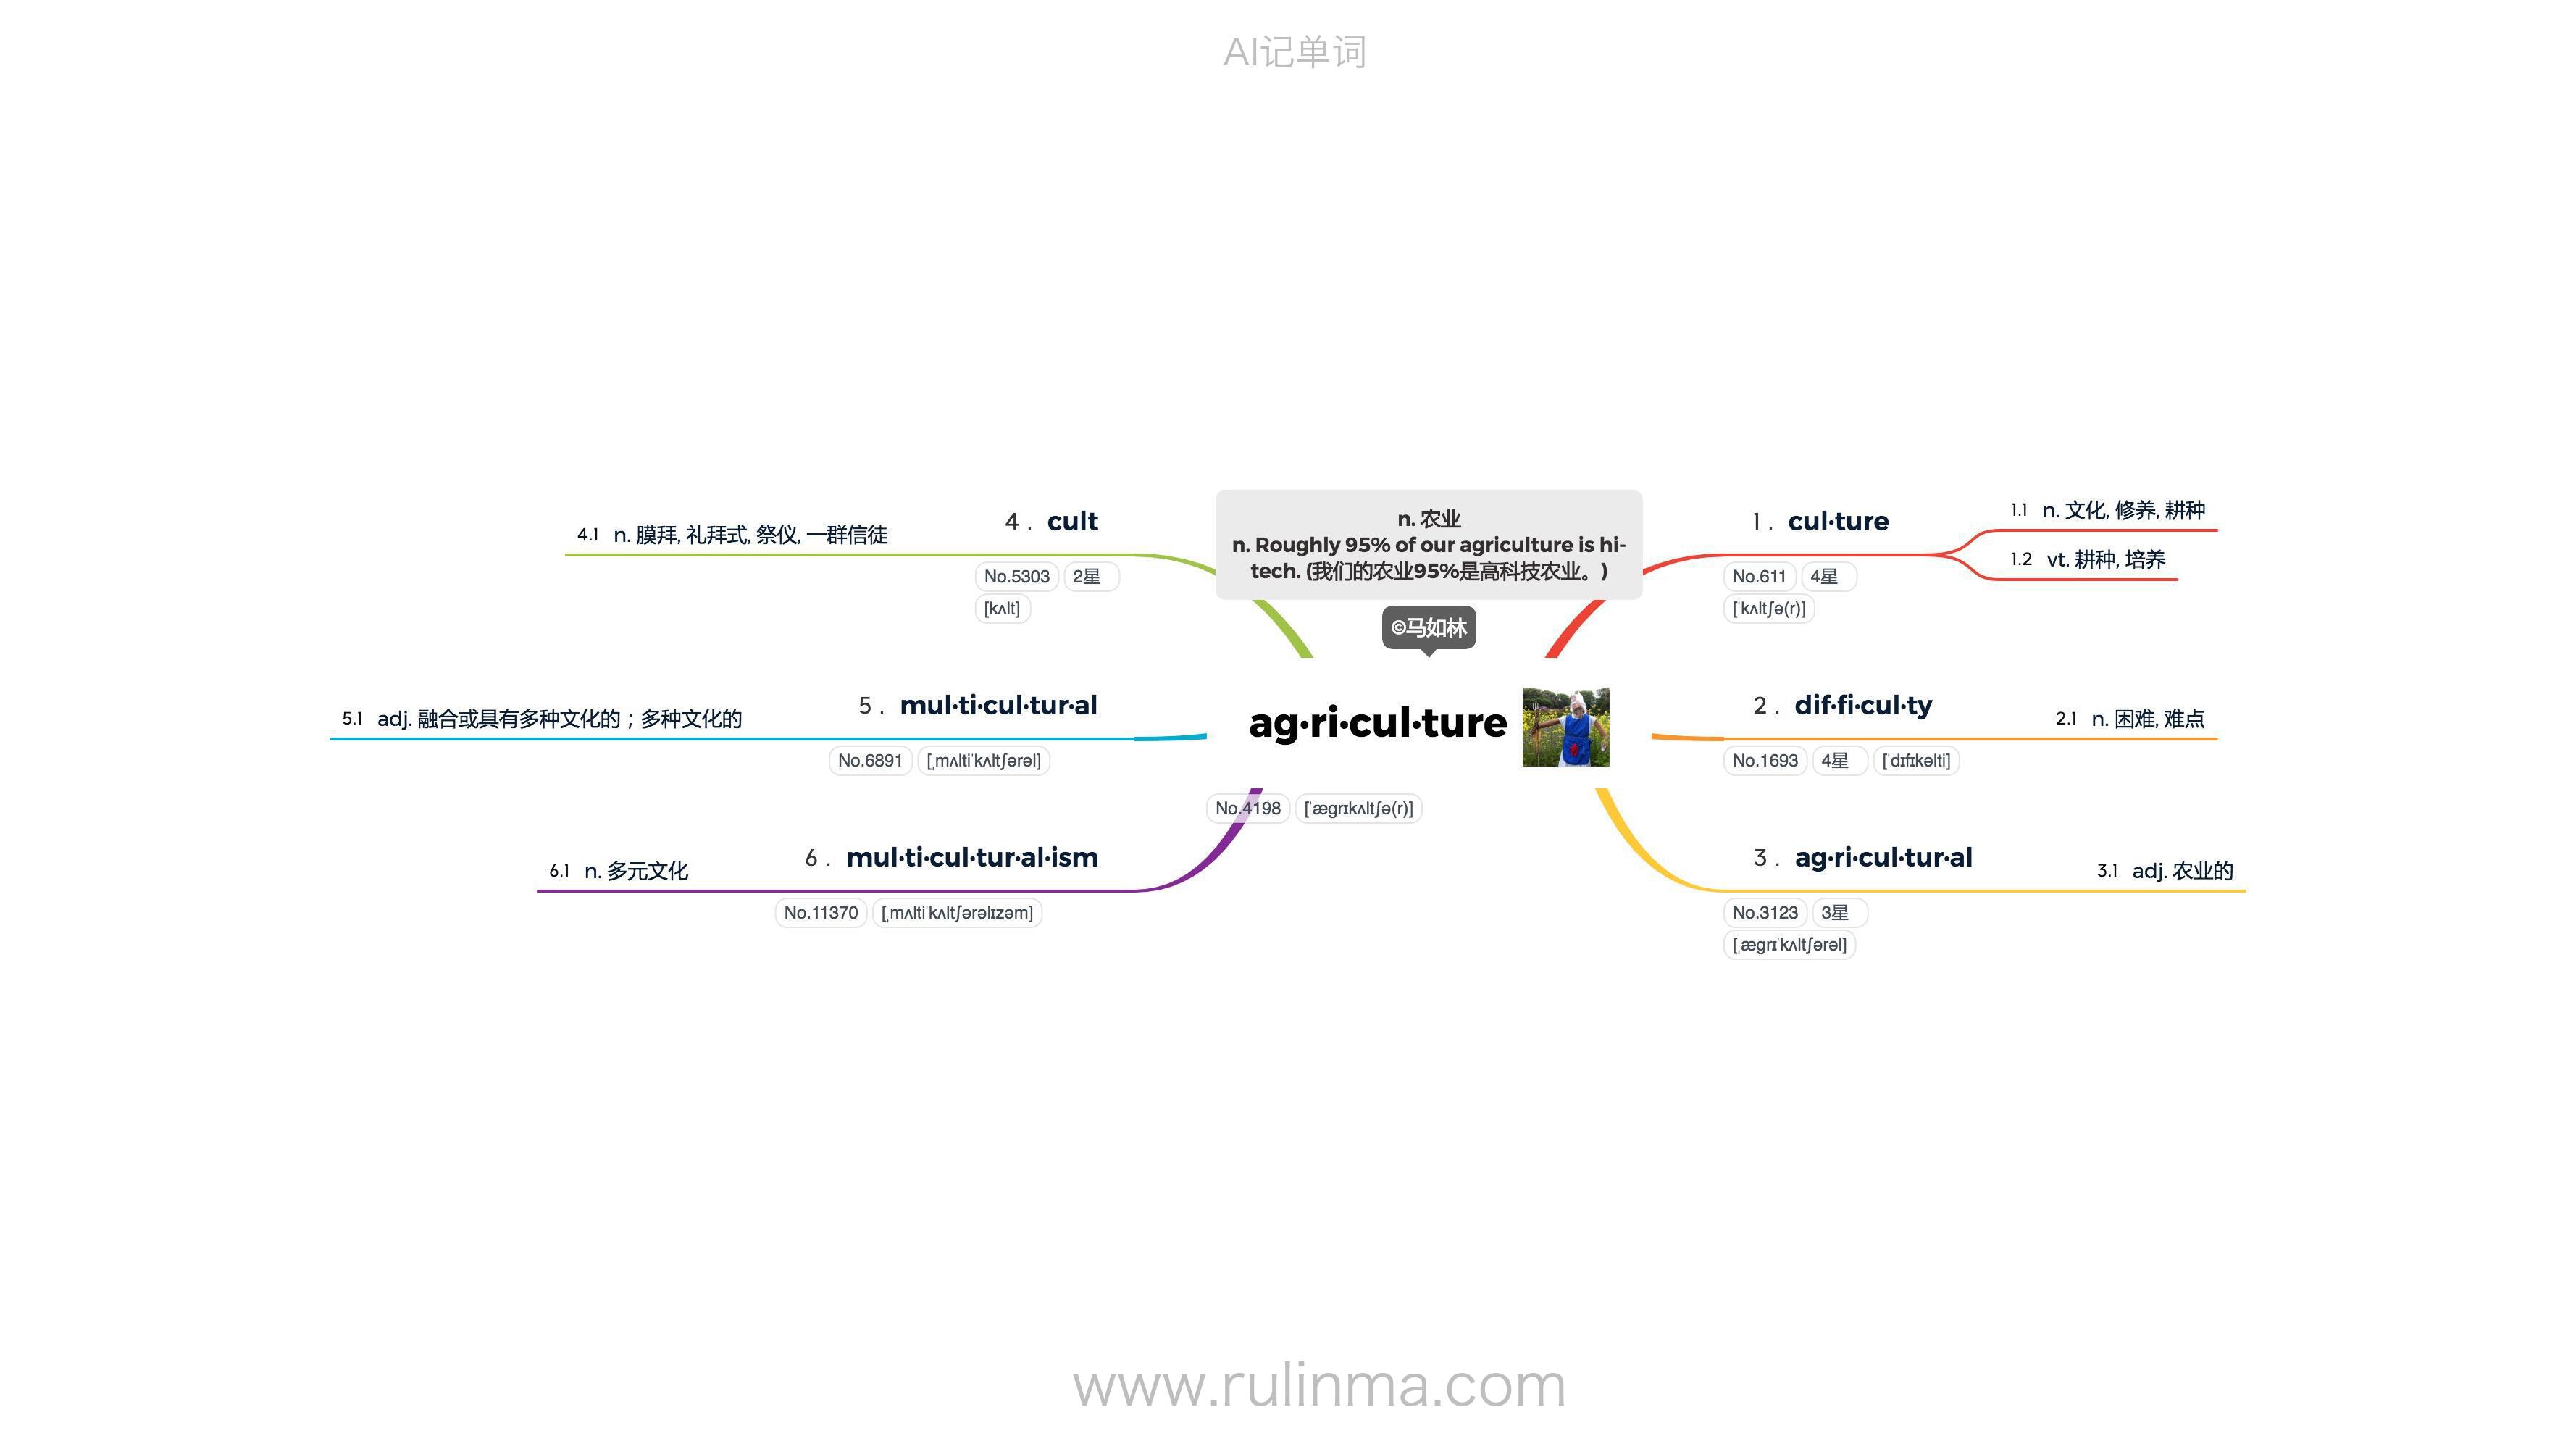 AI记单词
n. 农业
n. Roughly 95% of our agriculture is hi-
tech. (我们的农业95%是高科技农业。)
©马如林
ag·ri·cul·ture
No.4198 [ˈægrɪkʌltʃə(r)]
1 . cul·ture
No.611 4星
[ˈkʌltʃə(r)]
1.1 n. 文化, 修养, 耕种
1.2 vt. 耕种, 培养
2 . dif·fi·cul·ty
No.1693 4星 [ˈdɪfɪkəlti]
2.1 n. 困难, 难点
3 . ag·ri·cul·tur·al
No.3123 3星
[ˌægrɪˈkʌltʃərəl]
3.1 adj. 农业的
4 . cult
No.5303 2星
[kʌlt]
4.1 n. 膜拜, 礼拜式, 祭仪, 一群信徒
5 . mul·ti·cul·tur·al
No.6891 [ˌmʌltiˈkʌltʃərəl]
5.1 adj. 融合或具有多种文化的；多种文化的
6 . mul·ti·cul·tur·al·ism
No.11370 [ˌmʌltiˈkʌltʃərəlɪzəm]
6.1 n. 多元文化
www.rulinma.com